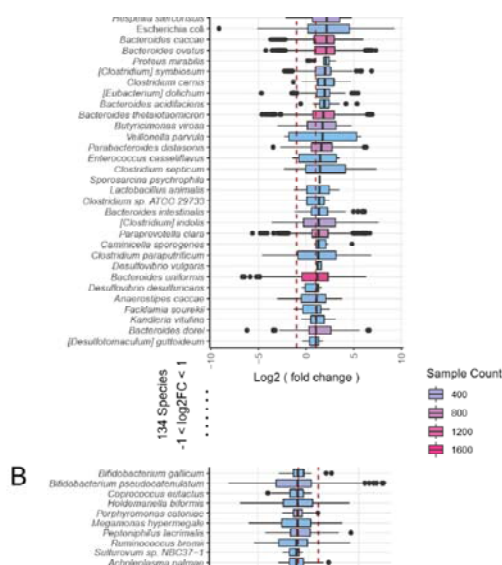 Hespellia stercorisuis
Escherichia coli
Bacteroides caccae
Bacteroides ovatus
Proteus mirabilis
[Clostridium] symbiosum
Clostridium carnis
[Eubacterium] dolichum
Bacteroides acidifaciens
Bacteroides thetaiotaomicron
Butyricimonas virosa
Veillonella parvula
Parabacteroides distasonis
Enterococcus casseliflavus
Clostridium septicum
Sporosarcina psychrophila
Lactobacillus animalis
Clostridium sp. ATCC 29733
Bacteroides intestinalis
[Clostridium] indolis
Paraprevotella clara
Caminicella sporogenes
Clostridium paraputrificum
Desulfovibrio vulgaris
Bacteroides uniformis
Desulfovibrio desulfuricans
Anaerostipes caccae
Facklamia sourekii
Kandleria vitulina
Bacteroides dorei
[Desulfotomaculum] guttoideum
-10
-5
0
5
10
Log2 ( fold change )
134 Species
-1 < log2FC < 1
Sample Count
400
800
1200
1600
B
Bifidobacterium gallicum
Bifidobacterium pseudocatenulatum
Coprococcus eutactus
Holdemanella biformis
Porphyromonas catoniae
Megamonas hypermegale
Peptoniphilus lacrimalis
Ruminococcus bromii
Sulfurovum sp. NBC37-1
Acholeplasma palmae